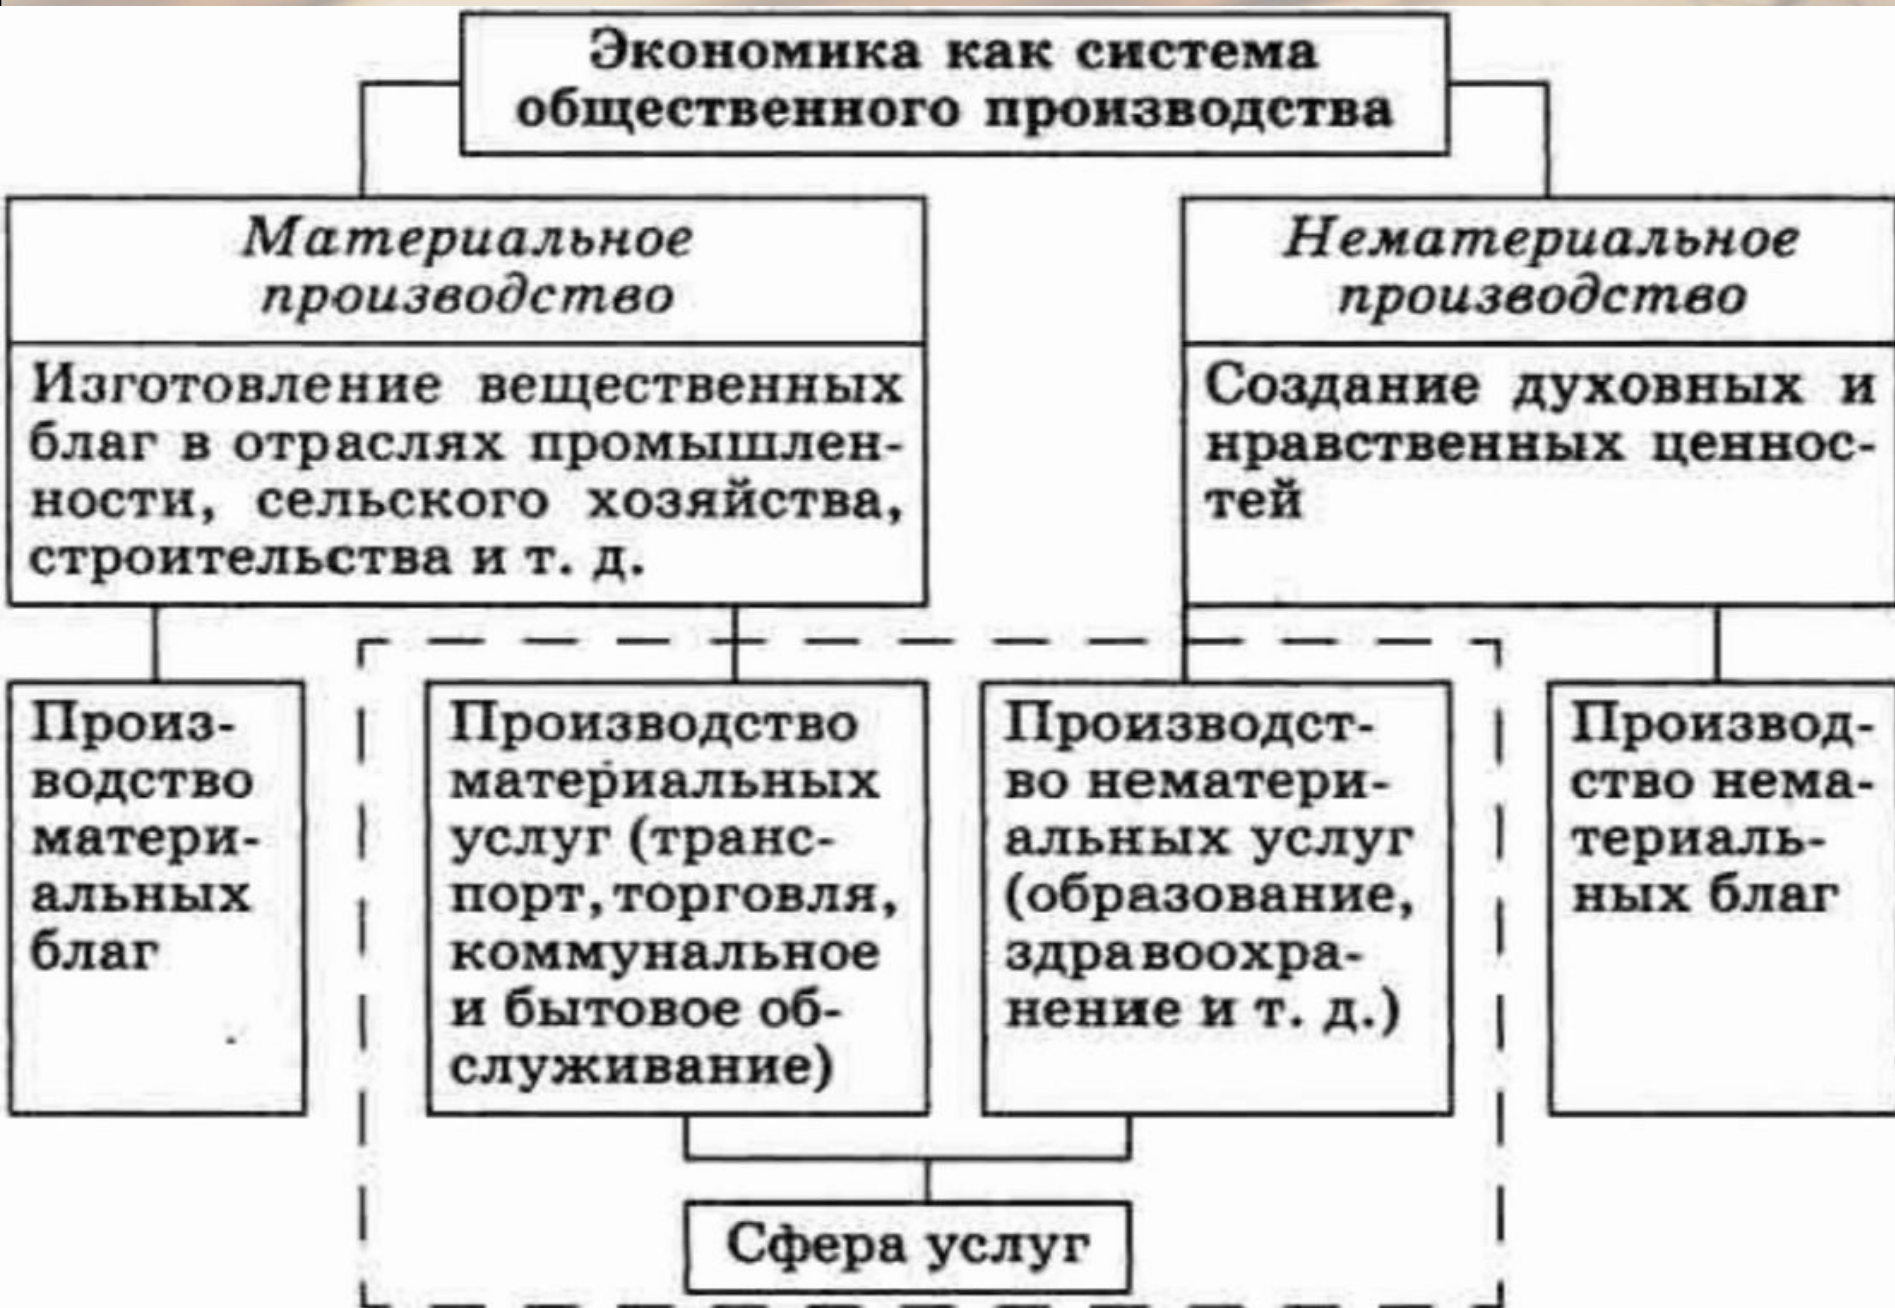 Экономика как система
общественного производства
Материальное
производство
Изготовление вещественных
благ в отраслях промышлен-
ности, сельского хозяйства,
строительства и т. д.
Нематериальное
производство
Создание духовных и
нравственных ценнос-
тей
Произ-
водство
матери-
альных
благ
Производство
материальных
услуг (транс-
порт, торговля,
коммунальное
и бытовое об-
служивание)
Производст-
во нематери-
альных услуг
(образование,
здравоохра-
нение и т. д.)
Производ-
ство нема-
териаль-
ных благ
Сфера услуг